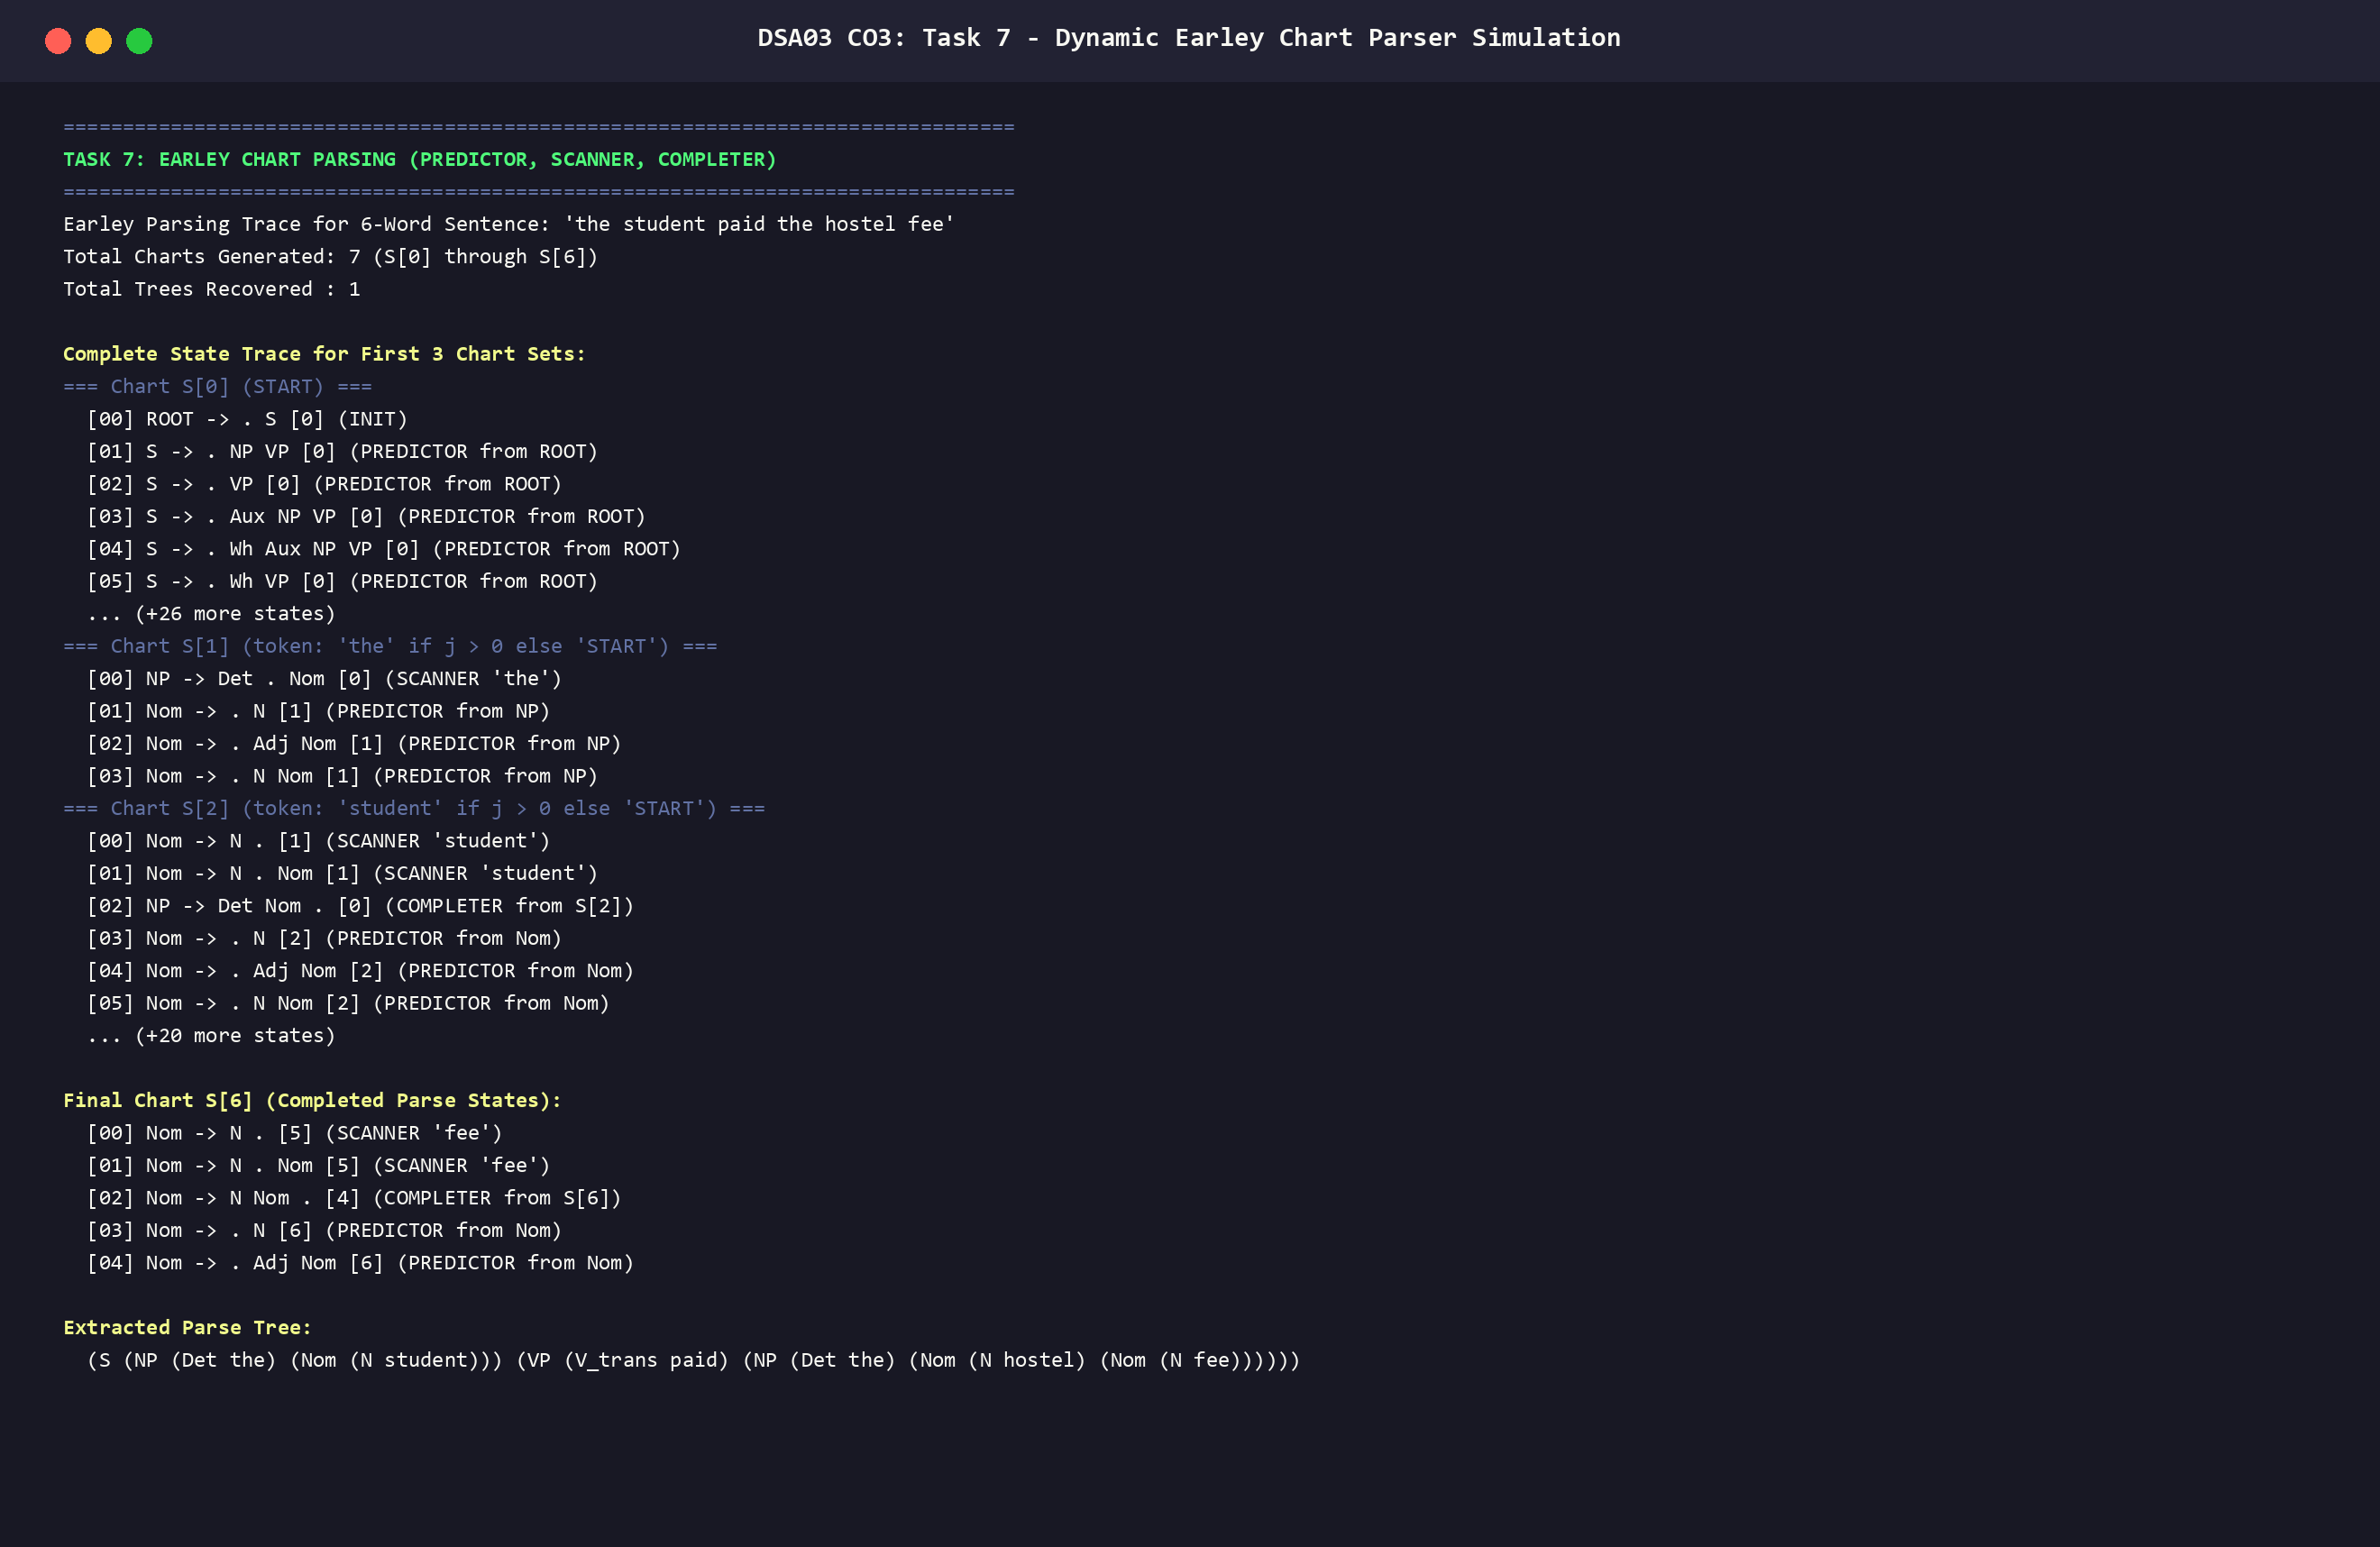 DSA03 CO3: Task 7 - Dynamic Earley Chart Parser Simulation
================================================================================
TASK 7: EARLEY CHART PARSING (PREDICTOR, SCANNER, COMPLETER)
================================================================================
Earley Parsing Trace for 6-Word Sentence: 'the student paid the hostel fee'
Total Charts Generated: 7 (S[0] through S[6])
Total Trees Recovered : 1
Complete State Trace for First 3 Chart Sets:
=== Chart S[0] (START) ===
[00] ROOT -> . S [0] (INIT)
[01] S -> . NP VP [0] (PREDICTOR from ROOT)
[02] S -> . VP [0] (PREDICTOR from ROOT)
[03] S -> . Aux NP VP [0] (PREDICTOR from ROOT)
[04] S -> . Wh Aux NP VP [0] (PREDICTOR from ROOT)
[05] S -> . Wh VP [0] (PREDICTOR from ROOT)
... (+26 more states)
=== Chart S[1] (token: 'the' if j > 0 else 'START') ===
[00] NP -> Det . Nom [0] (SCANNER 'the')
[01] Nom -> . N [1] (PREDICTOR from NP)
[02] Nom -> . Adj Nom [1] (PREDICTOR from NP)
[03] Nom -> . N Nom [1] (PREDICTOR from NP)
=== Chart S[2] (token: 'student' if j > 0 else 'START') ===
[00] Nom -> N . [1] (SCANNER 'student')
[01] Nom -> N . Nom [1] (SCANNER 'student')
[02] NP -> Det Nom . [0] (COMPLETER from S[2])
[03] Nom -> . N [2] (PREDICTOR from Nom)
[04] Nom -> . Adj Nom [2] (PREDICTOR from Nom)
[05] Nom -> . N Nom [2] (PREDICTOR from Nom)
... (+20 more states)
Final Chart S[6] (Completed Parse States):
[00] Nom -> N . [5] (SCANNER 'fee')
[01] Nom -> N . Nom [5] (SCANNER 'fee')
[02] Nom -> N Nom . [4] (COMPLETER from S[6])
[03] Nom -> . N [6] (PREDICTOR from Nom)
[04] Nom -> . Adj Nom [6] (PREDICTOR from Nom)
Extracted Parse Tree:
(S (NP (Det the) (Nom (N student))) (VP (V_trans paid) (NP (Det the) (Nom (N hostel) (Nom (N fee))))))